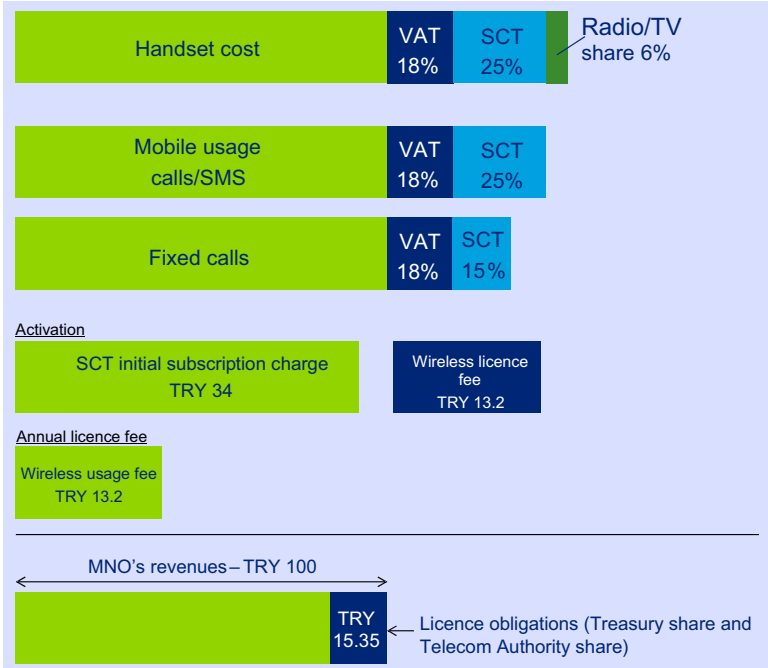 Handset cost
VAT
18%
SCT
25%
Radio/TV
share 6%
Mobile usage
calls/SMS
VAT
18%
SCT
25%
Fixed calls
VAT
18%
SCT
15%
Activation
SCT initial subscription charge
TRY 34
Wireless licence
fee
TRY 13.2
Annual licence fee
Wireless usage fee
TRY 13.2
MNO's revenues – TRY 100
TRY
15.35
Licence obligations (Treasury share and
Telecom Authority share)